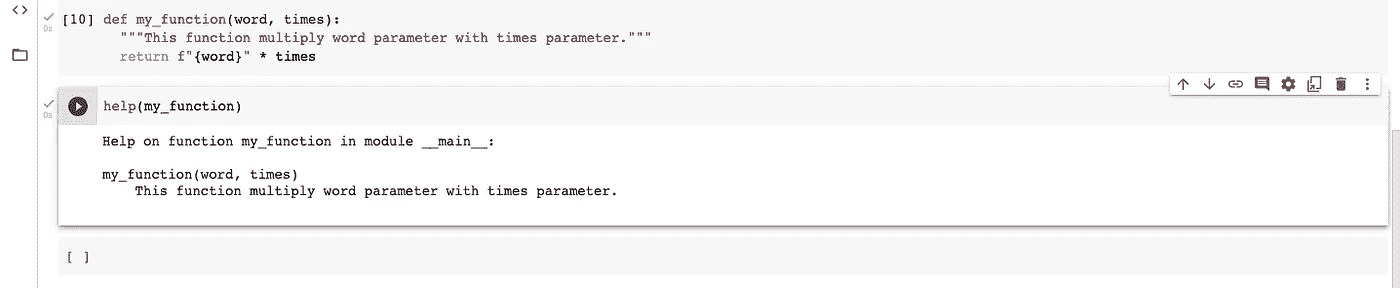 [10] def my_function(word, times):
"""This function multiply word parameter with times parameter."""
return f"{word}" * times
0s
help(my_function)
0s
Help on function my_function in module __main__:
my_function(word, times)
This function multiply word parameter with times parameter.
[ ]